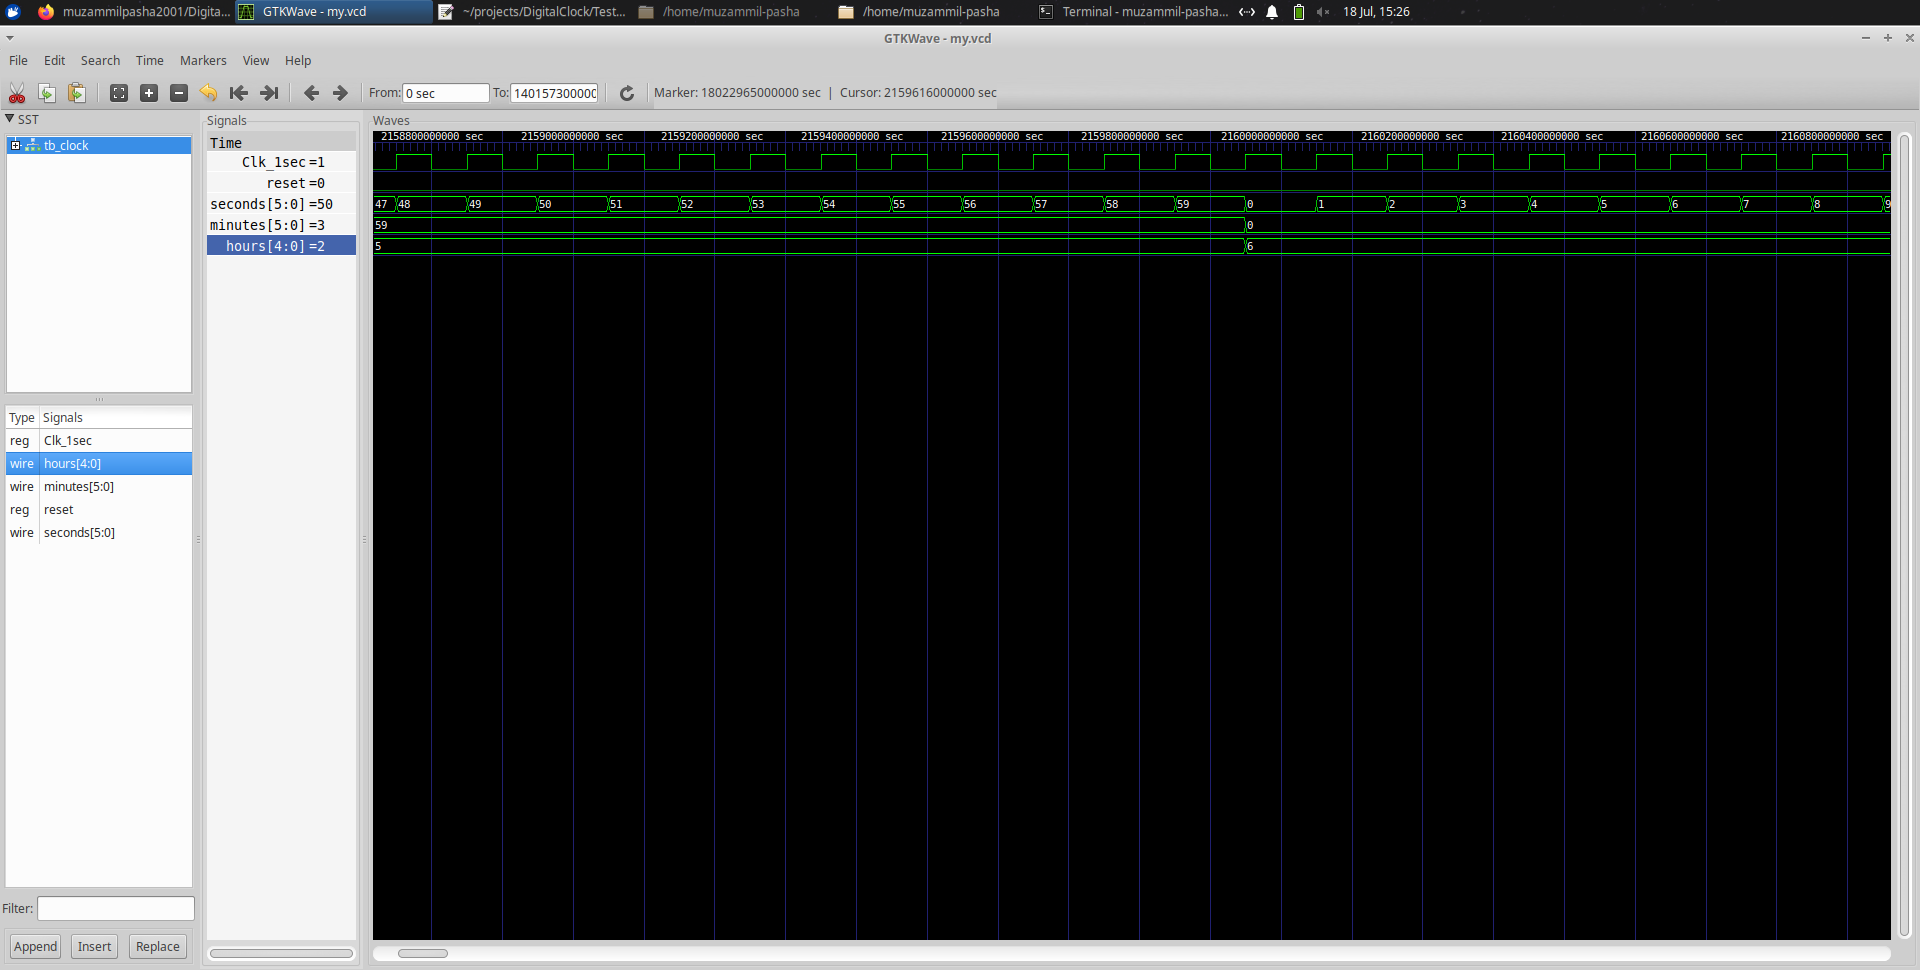 muzammilpasha2001/Digita...
GTKWave - my.vcd
~/projects/DigitalClock/Test...
/home/muzammil-pasha
/home/muzammil-pasha
Terminal - muzammil-pasha...
18 Jul, 15:26
GTKWave - my.vcd
File Edit Search Time Markers View Help
From: 0 sec To: 140157300000 Marker: 18022965000000 sec | Cursor: 2159616000000 sec
SST
tb_clock
Type Signals
reg Clk_1sec
wire hours[4:0]
wire minutes[5:0]
reg reset
wire seconds[5:0]
Filter:
Append Insert Replace
Signals
Time
Clk_1sec =1
reset =0
seconds[5:0] =50
minutes[5:0] =3
hours[4:0] =2
Waves
2158800000000 sec 2159000000000 sec 2159200000000 sec 2159400000000 sec 2159600000000 sec 2159800000000 sec 2160000000000 sec 2160200000000 sec 2160400000000 sec 2160600000000 sec 2160800000000 sec
47 48 49 50 51 52 53 54 55 56 57 58 59 0 1 2 3 4 5 6 7 8 9
59 0
5 6